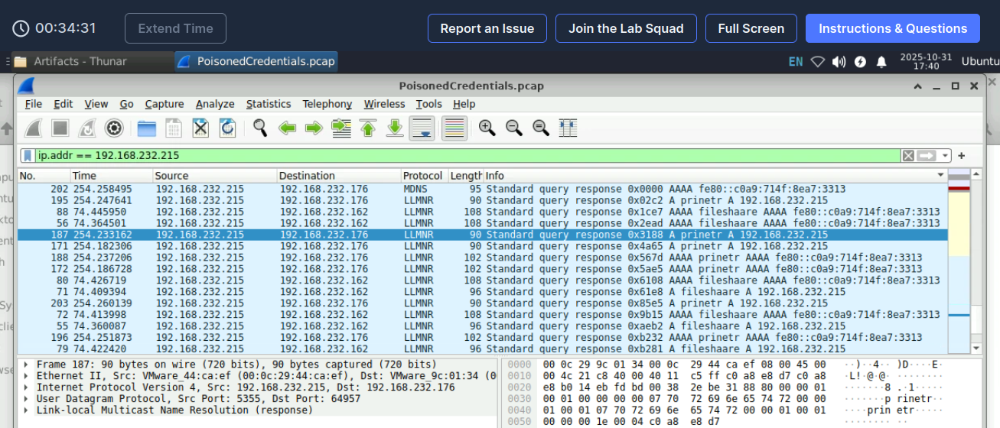 00:34:31 Extend Time Report an Issue Join the Lab Squad Full Screen Instructions & Questions
Artifacts - Thunar PoisonedCredentials.pcap EN 2025-10-31 17:40 Ubuntu
PoisonedCredentials.pcap
File Edit View Go Capture Analyze Statistics Telephony Wireless Tools Help
ip.addr == 192.168.232.215
No. Time Source Destination Protocol Length Info
202 254.258495 192.168.232.215 192.168.232.176 MDNS 95 Standard query response 0x0000 AAAA fe80::c0a9:714f:8ea7:3313
195 254.247641 192.168.232.215 192.168.232.176 LLMNR 90 Standard query response 0x02c2 A prinetr A 192.168.232.215
88 74.445950 192.168.232.215 192.168.232.162 LLMNR 108 Standard query response 0x1ce7 AAAA fileshaare AAAA fe80::c0a9:714f:8ea7:3313
56 74.364501 192.168.232.215 192.168.232.162 LLMNR 108 Standard query response 0x2ead AAAA fileshaare AAAA fe80::c0a9:714f:8ea7:3313
187 254.233162 192.168.232.215 192.168.232.176 LLMNR 90 Standard query response 0x3188 A prinetr A 192.168.232.215
171 254.182306 192.168.232.215 192.168.232.176 LLMNR 90 Standard query response 0x4a65 A prinetr A 192.168.232.215
188 254.237206 192.168.232.215 192.168.232.176 LLMNR 102 Standard query response 0x567d AAAA prinetr AAAA fe80::c0a9:714f:8ea7:3313
172 254.186728 192.168.232.215 192.168.232.176 LLMNR 102 Standard query response 0x5ae5 AAAA prinetr AAAA fe80::c0a9:714f:8ea7:3313
80 74.426719 192.168.232.215 192.168.232.162 LLMNR 108 Standard query response 0x6108 AAAA fileshaare AAAA fe80::c0a9:714f:8ea7:3313
71 74.409394 192.168.232.215 192.168.232.162 LLMNR 96 Standard query response 0x61e8 A fileshaare A 192.168.232.215
203 254.260139 192.168.232.215 192.168.232.176 LLMNR 90 Standard query response 0x85e5 A prinetr A 192.168.232.215
72 74.413998 192.168.232.215 192.168.232.162 LLMNR 108 Standard query response 0x9b15 AAAA fileshaare AAAA fe80::c0a9:714f:8ea7:3313
55 74.360087 192.168.232.215 192.168.232.162 LLMNR 96 Standard query response 0xaeb2 A fileshaare A 192.168.232.215
196 254.251873 192.168.232.215 192.168.232.176 LLMNR 102 Standard query response 0xb232 AAAA prinetr AAAA fe80::c0a9:714f:8ea7:3313
79 74.422420 192.168.232.215 192.168.232.162 LLMNR 96 Standard query response 0xb281 A fileshaare A 192.168.232.215
Frame 187: 90 bytes on wire (720 bits), 90 bytes captured (720 bits)
Ethernet II, Src: VMware_44:ca:ef (00:0c:29:44:ca:ef), Dst: VMware_9c:01:34 (0
Internet Protocol Version 4, Src: 192.168.232.215, Dst: 192.168.232.176
User Datagram Protocol, Src Port: 5355, Dst Port: 64957
Link-local Multicast Name Resolution (response)
0000 00 0c 29 9c 01 34 00 0c 29 44 ca ef 08 00 45 00 ··)··4·· )D····E·
0010 00 4c 21 c8 40 00 40 11 c5 ff c0 a8 e8 d7 c0 a8 ·L!·@·@· ········
0020 e8 b0 14 eb fd bd 00 38 2e be 31 88 80 00 00 01 ·······8 .·1·····
0030 00 01 00 00 00 00 07 70 72 69 6e 65 74 72 00 00 ·······p rinetr··
0040 01 00 01 07 70 72 69 6e 65 74 72 00 00 01 00 01 ····prin etr·····
0050 00 00 00 1e 00 04 c0 a8 e8 d7 ········ ··